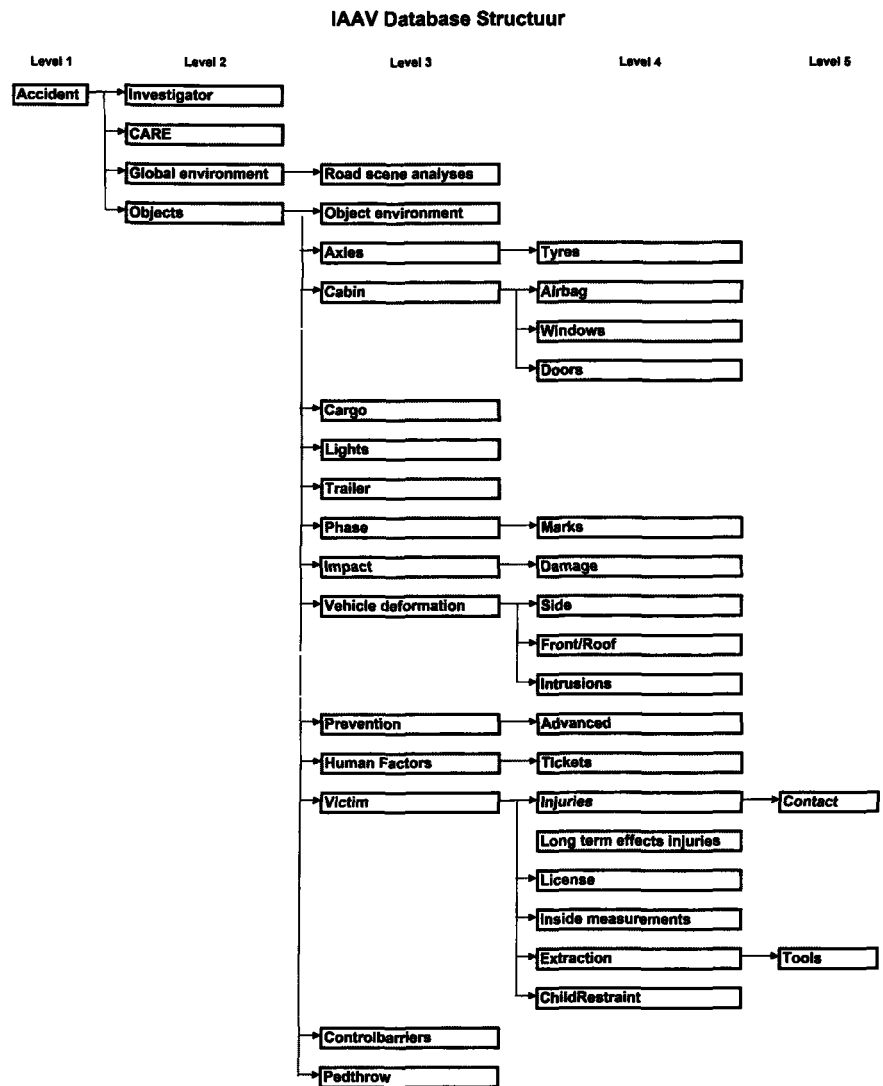 IAAV Database Structuur
Level 1 Level 2 Level 3 Level 4 Level 5
Accident Investigator
CARE
Global environment Road scene analyses
Objects Object environment
Axles Tyres
Cabin Airbag
Windows
Doors
Cargo
Lights
Trailer
Phase Marks
Impact Damage
Vehicle deformation Side
Front/Roof
Intrusions
Prevention Advanced
Human Factors Tickets
Victim Injuries Contact
Long term effects injuries
License
Inside measurements
Extraction Tools
ChildRestraint
Controlbarriers
Pedthrow